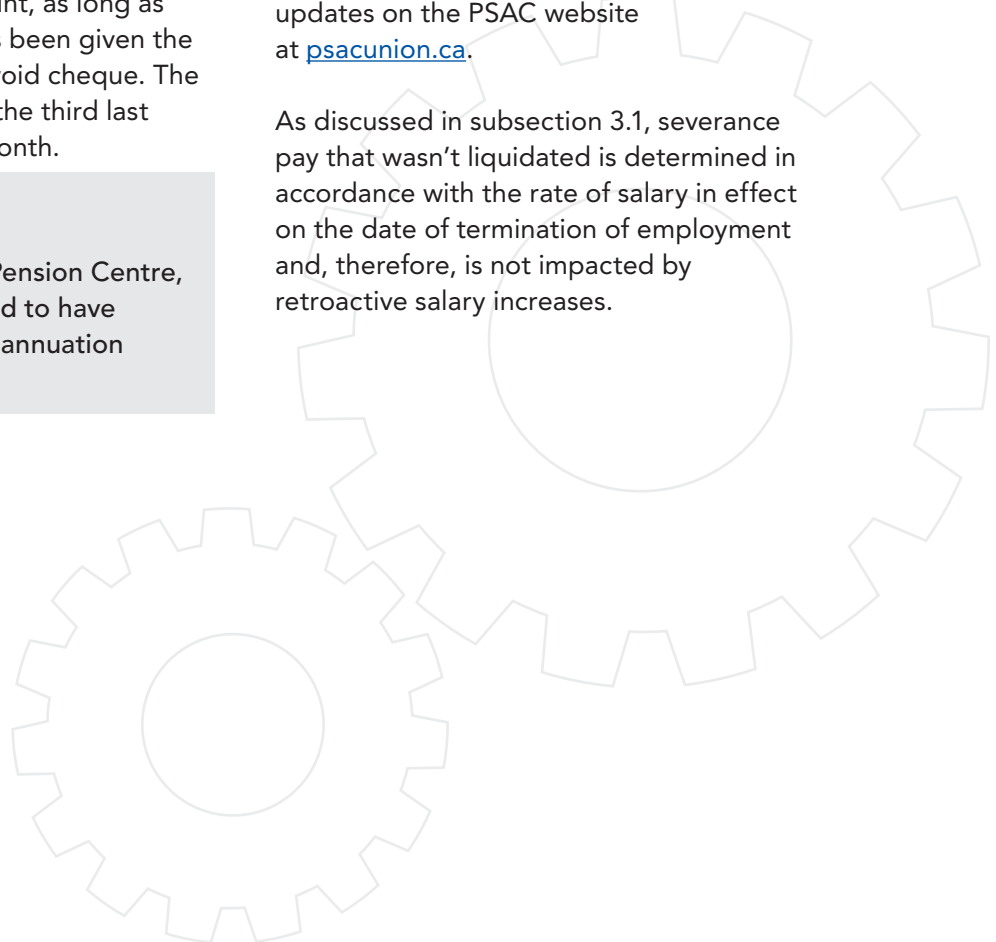 nt, as long as
been given the
oid cheque. The
the third last
onth.
Pension Centre,
d to have
annuation
updates on the PSAC website
at psacunion.ca.
As discussed in subsection 3.1, severance
pay that wasn’t liquidated is determined in
accordance with the rate of salary in effect
on the date of termination of employment
and, therefore, is not impacted by
retroactive salary increases.